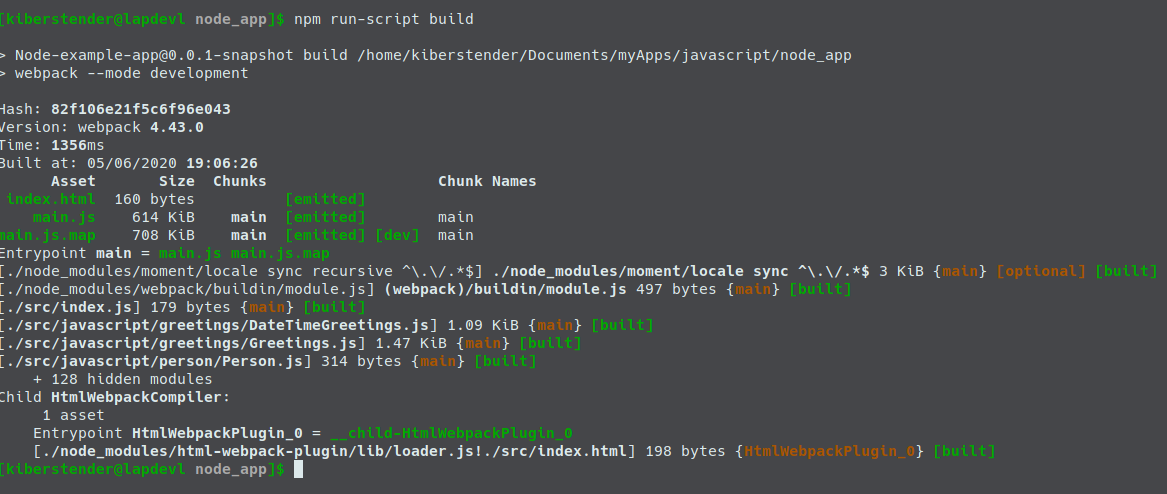 [kiberstender@lapdevl node_app]$ npm run-script build
> Node-example-app@0.0.1-snapshot build /home/kiberstender/Documents/myApps/javascript/node_app
> webpack --mode development
Hash: 82f106e21f5c6f96e043
Version: webpack 4.43.0
Time: 1356ms
Built at: 05/06/2020 19:06:26
Asset Size Chunks Chunk Names
index.html 160 bytes [emitted]
main.js 614 KiB main [emitted] main
main.js.map 708 KiB main [emitted] [dev] main
Entrypoint main = main.js main.js.map
[./node_modules/moment/locale sync recursive ^\.\/.*$] ./node_modules/moment/locale sync ^\.\/.*$ 3 KiB {main} [optional] [built]
[./node_modules/webpack/buildin/module.js] (webpack)/buildin/module.js 497 bytes {main} [built]
[./src/index.js] 179 bytes {main} [built]
[./src/javascript/greetings/DateTimeGreetings.js] 1.09 KiB {main} [built]
[./src/javascript/greetings/Greetings.js] 1.47 KiB {main} [built]
[./src/javascript/person/Person.js] 314 bytes {main} [built]
+ 128 hidden modules
Child HtmlWebpackCompiler:
1 asset
Entrypoint HtmlWebpackPlugin_0 = __child-HtmlWebpackPlugin_0
[./node_modules/html-webpack-plugin/lib/loader.js!./src/index.html] 198 bytes {HtmlWebpackPlugin_0} [built]
[kiberstender@lapdevl node_app]$